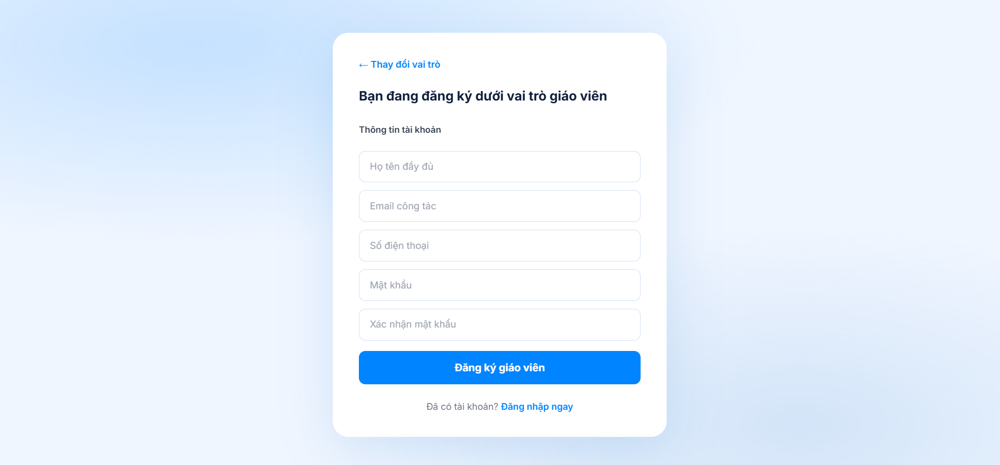 ← Thay đổi vai trò
Bạn đang đăng ký dưới vai trò giáo viên
Thông tin tài khoản
Họ tên đầy đủ
Email công tác
Số điện thoại
Mật khẩu
Xác nhận mật khẩu
Đăng ký giáo viên
Đã có tài khoản? Đăng nhập ngay